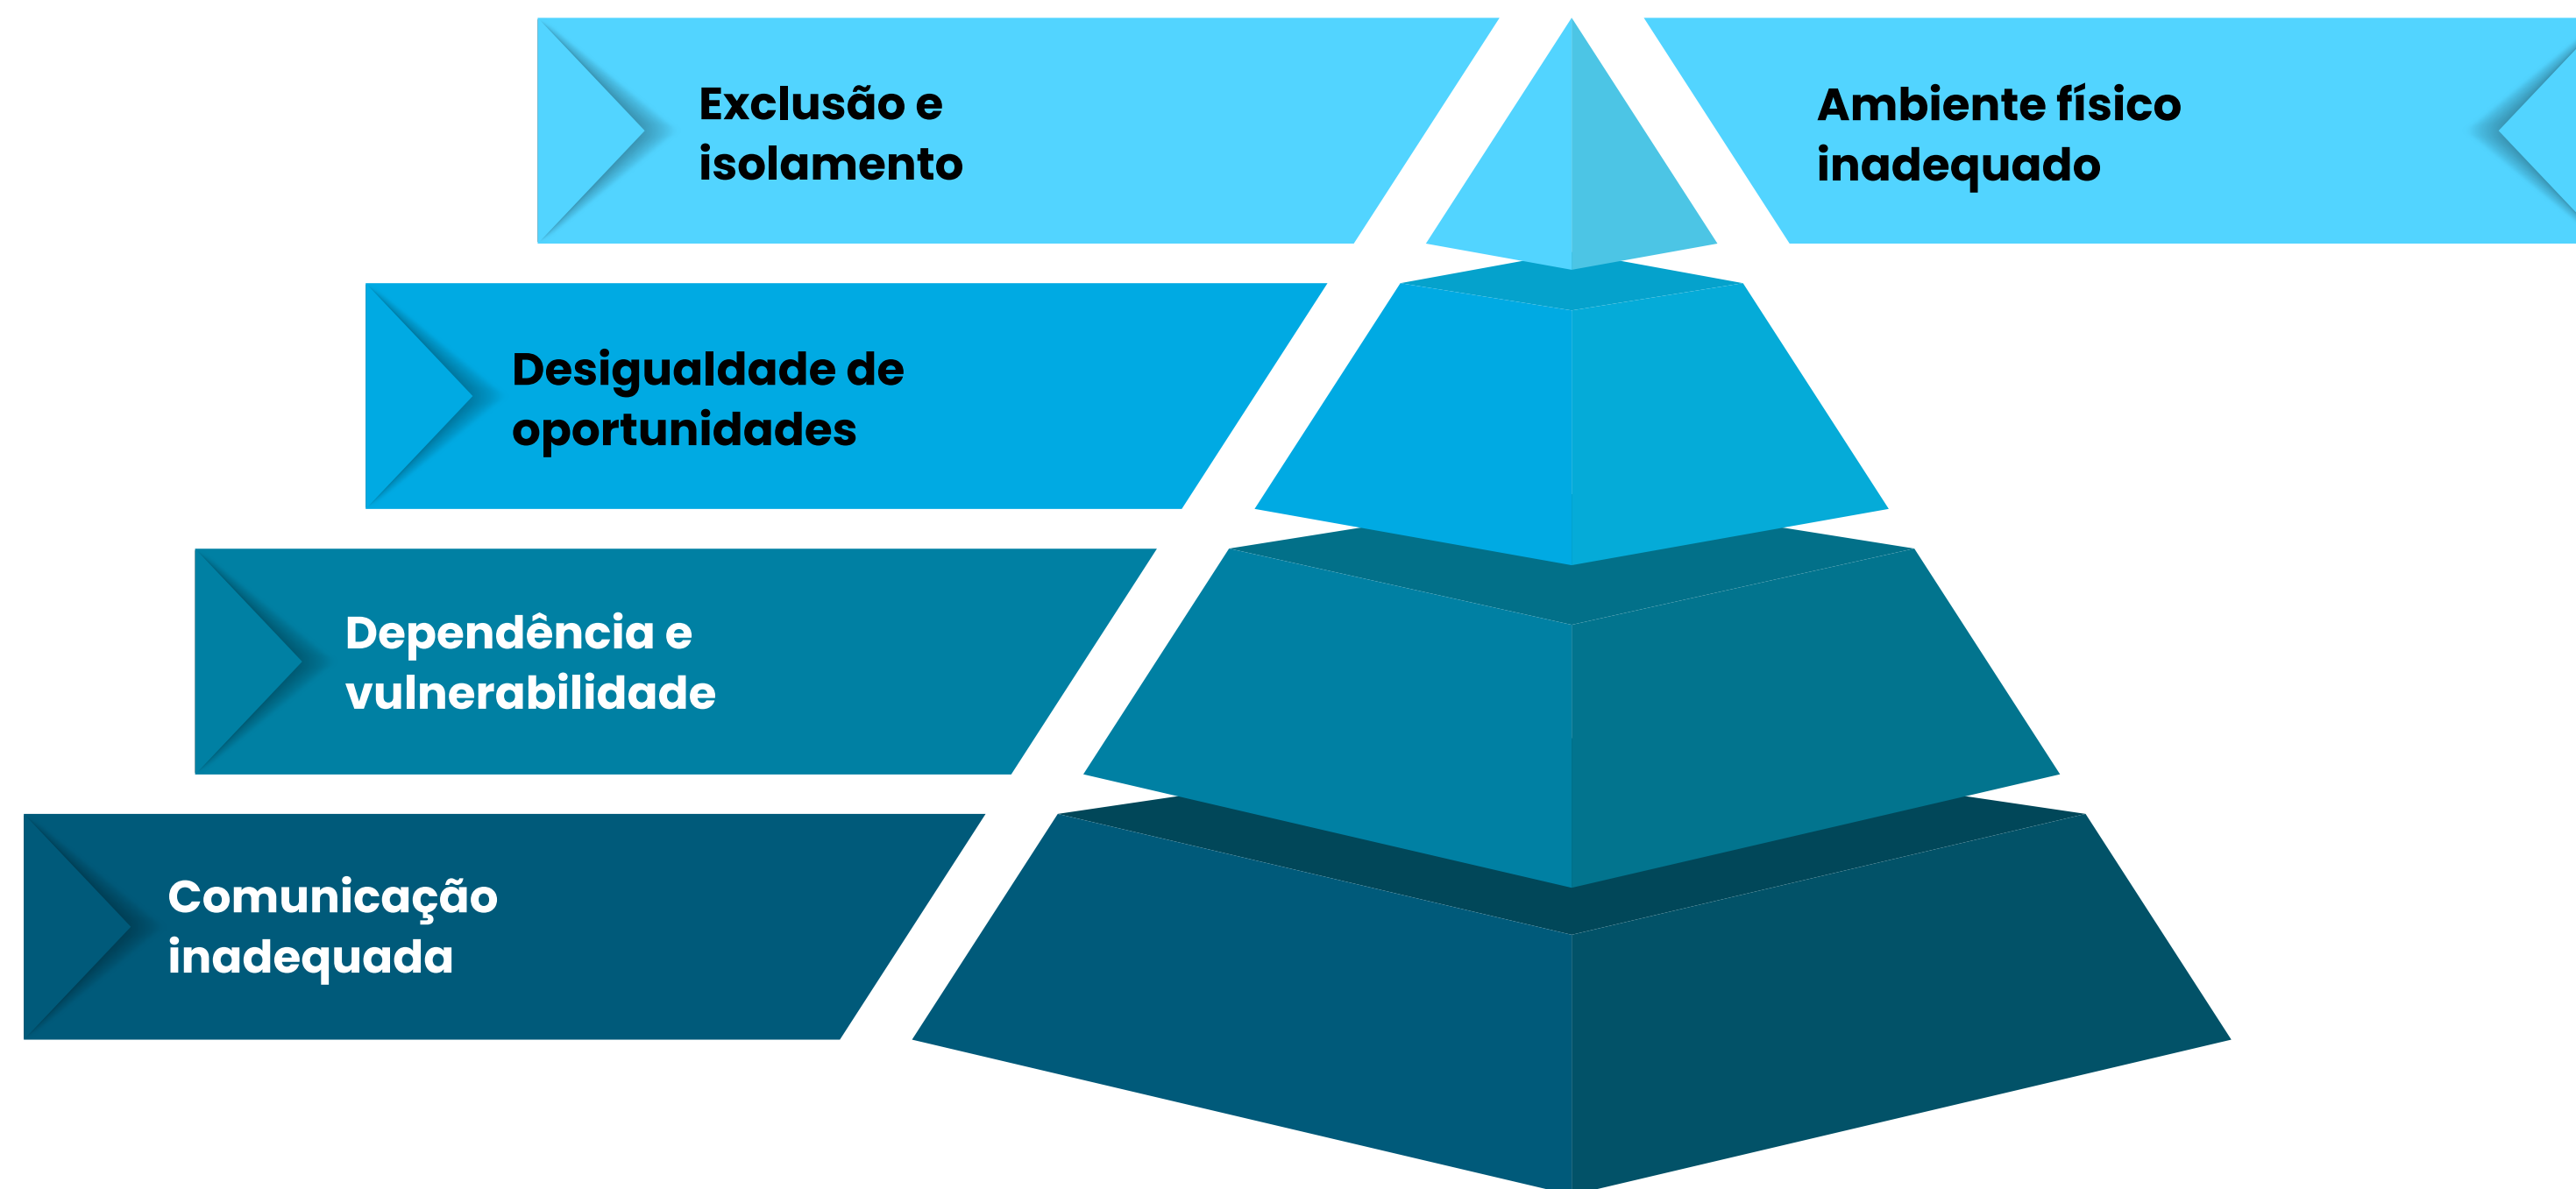 Exclusão e
isolamento
Ambiente físico
inadequado
Desigualdade de
oportunidades
Dependência e
vulnerabilidade
Comunicação
inadequada